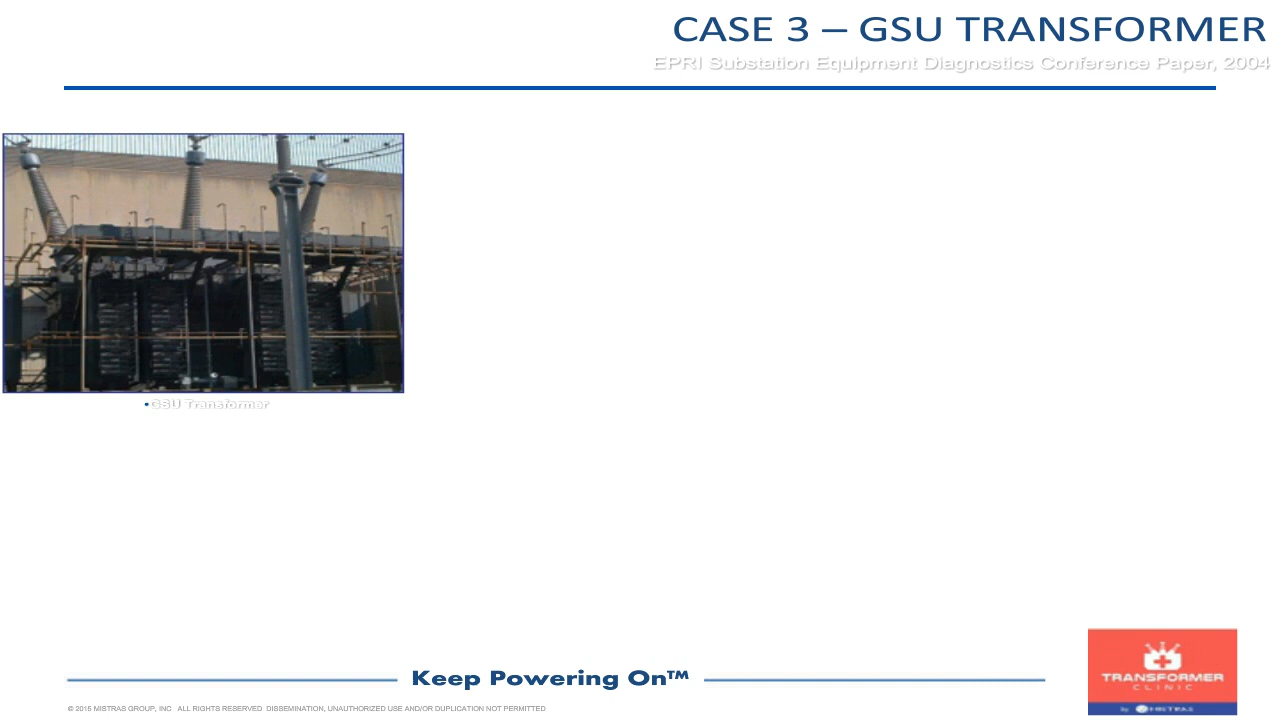 CASE 3 – GSU TRANSFORMER
EPRI Substation Equipment Diagnostics Conference Paper, 2004
•GSU Transformer
Keep Powering On™
TRANSFORMER
CLINIC
by MISTRAS
© 2015 MISTRAS GROUP, INC ALL RIGHTS RESERVED DISSEMINATION, UNAUTHORIZED USE AND/OR DUPLICATION NOT PERMITTED